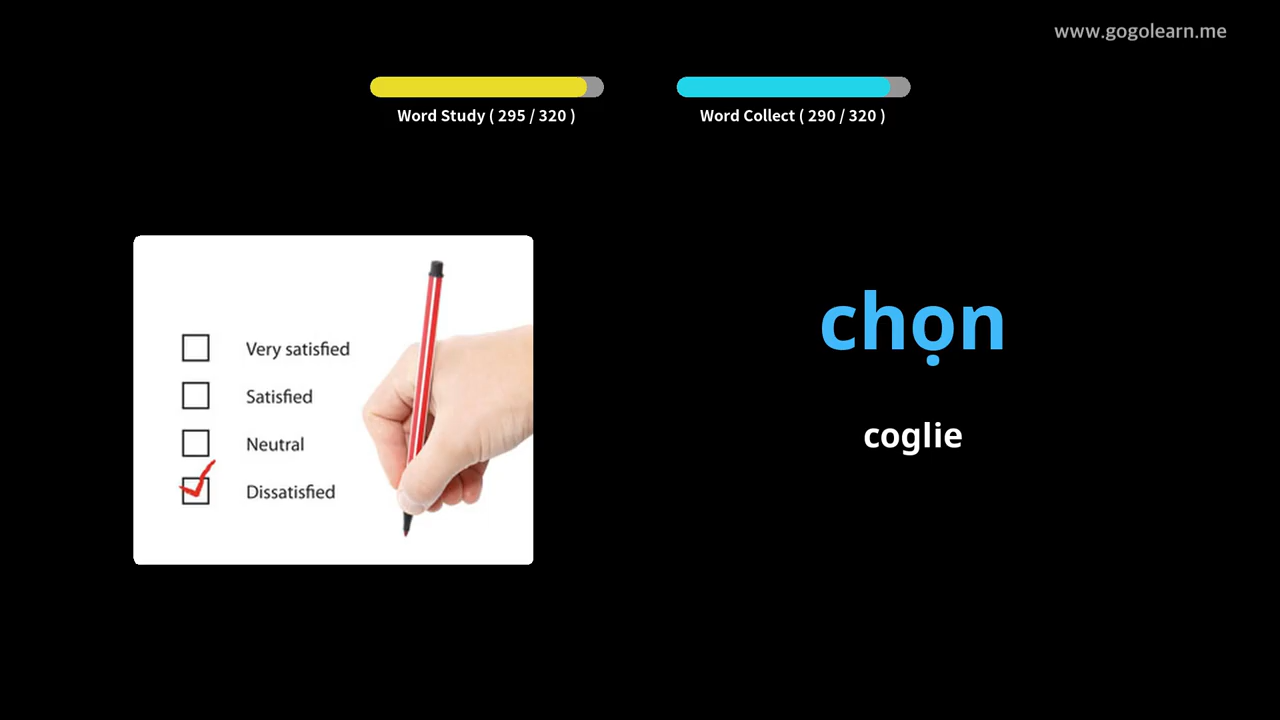 www.gogolearn.me
Word Study ( 295 / 320 )
Word Collect ( 290 / 320 )
Very satisfied
Satisfied
Neutral
Dissatisfied
chọn
coglie